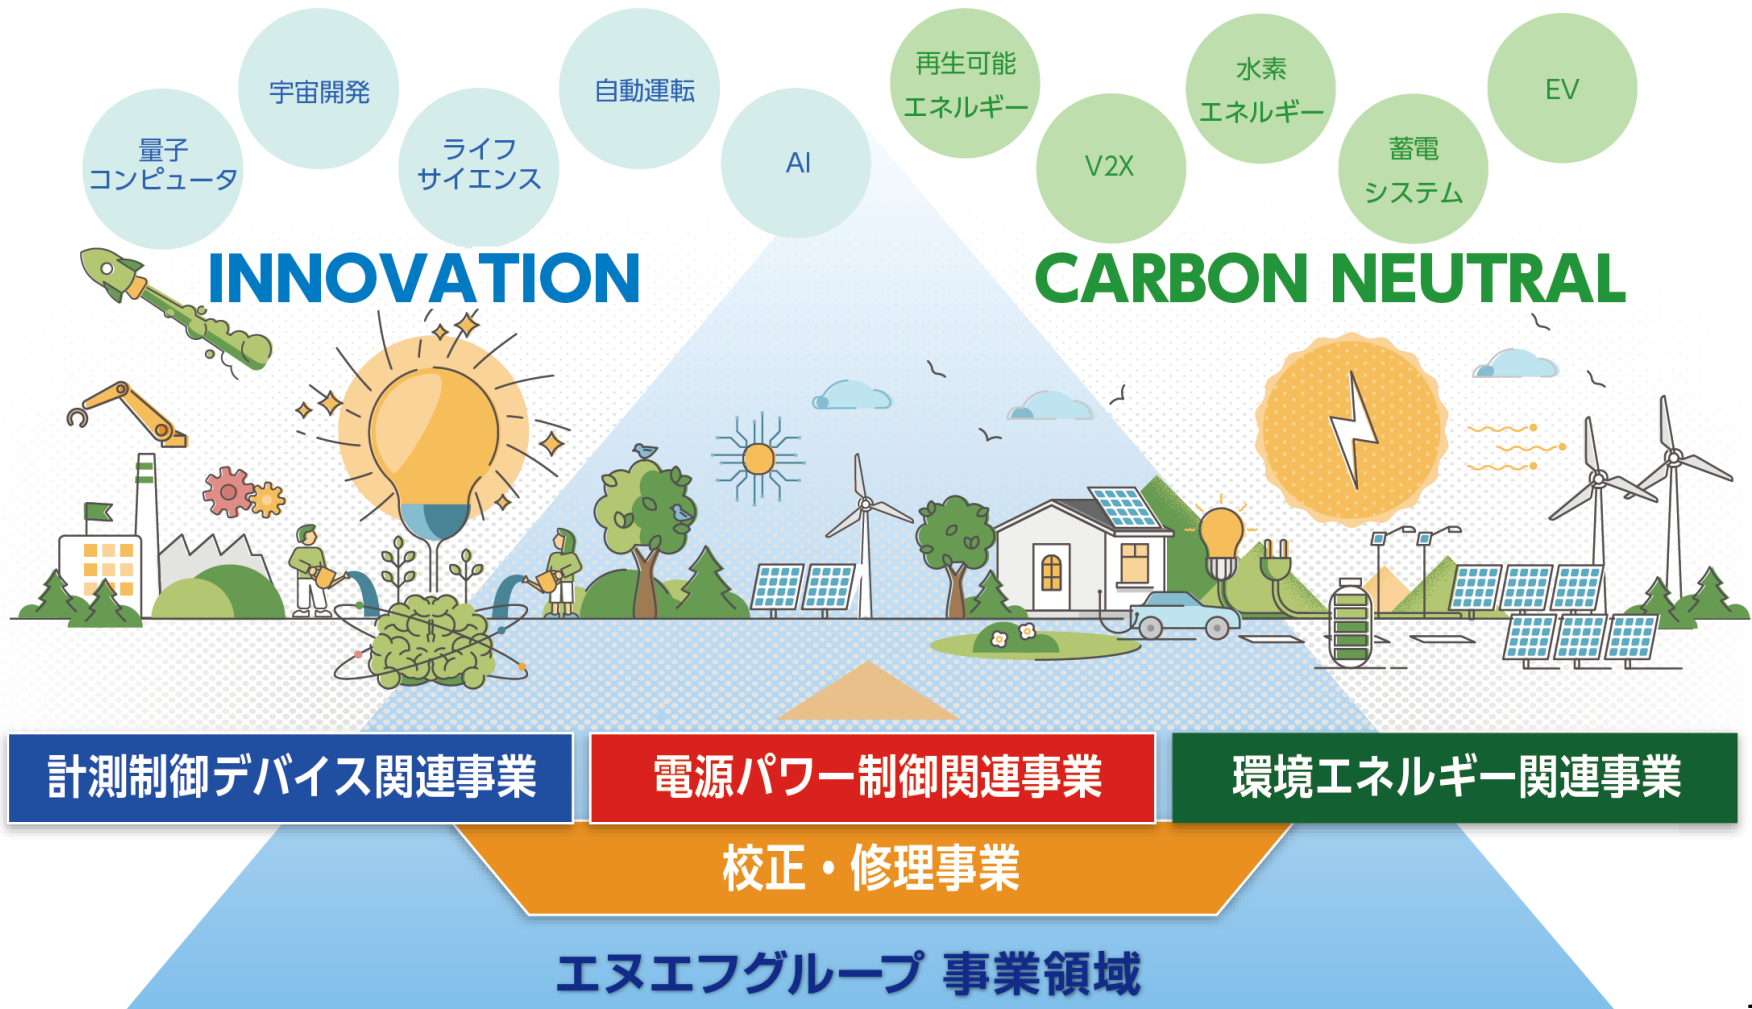 量子
コンピュータ
宇宙開発
ライフ
サイエンス
自動運転
AI
再生可能
エネルギー
V2X
水素
エネルギー
蓄電
システム
EV
INNOVATION
CARBON NEUTRAL
計測制御デバイス関連事業
電源パワー制御関連事業
環境エネルギー関連事業
校正・修理事業
エヌエフグループ 事業領域